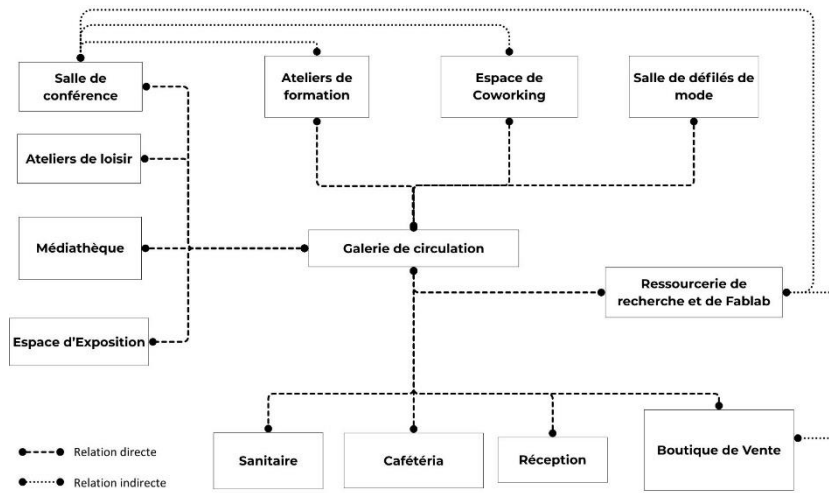 Salle de
conférence
Ateliers de
formation
Espace de
Coworking
Salle de défilés de
mode
Ateliers de loisir
Médiathèque
Galerie de circulation
Ressourcerie de
recherche et de Fablab
Espace d'Exposition
Sanitaire
Cafétéria
Réception
Boutique de Vente
Relation directe
Relation indirecte